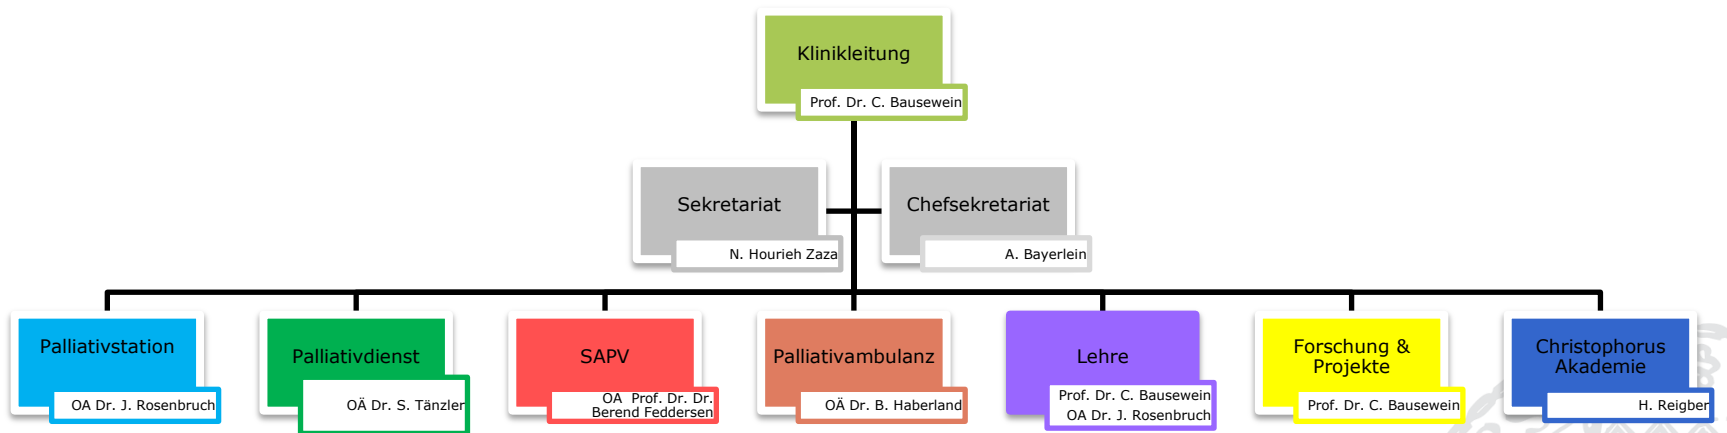 Klinikleitung
Prof. Dr. C. Bausewein
Sekretariat
N. Hourieh Zaza
Chefsekretariat
A. Bayerlein
Palliativstation
OA Dr. J. Rosenbruch
Palliativdienst
OÄ Dr. S. Tänzler
SAPV
OA Prof. Dr. Dr.
Berend Feddersen
Palliativambulanz
OÄ Dr. B. Haberland
Lehre
Prof. Dr. C. Bausewein
OA Dr. J. Rosenbruch
Forschung &
Projekte
Prof. Dr. C. Bausewein
Christophorus
Akademie
H. Reigber